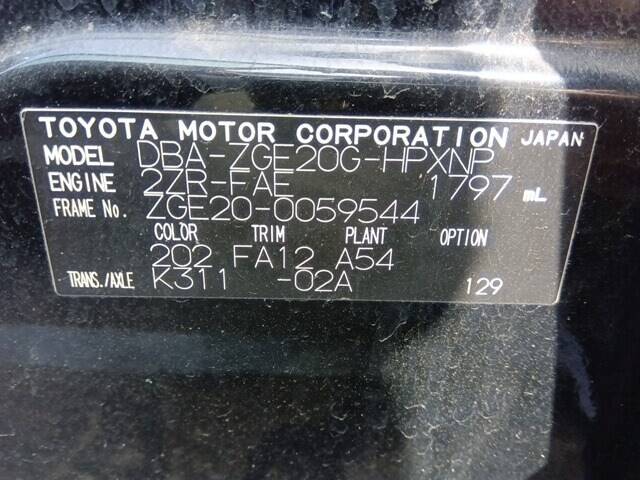 TOYOTA MOTOR CORPORATION JAPAN
MODEL DBA-ZGE20G-HPXNP
ENGINE 2ZR-FAE 1797 mL
FRAME No. ZGE20-0059544
COLOR TRIM PLANT OPTION
202 FA12 A54
TRANS./AXLE K311 -02A 129